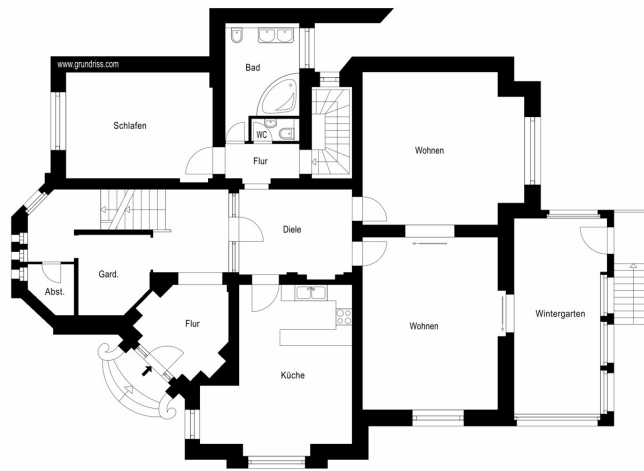 www.grundriss.com
Bad
Schlafen
WC
Wohnen
Flur
Diele
Gard.
Abst.
Wintergarten
Flur
Wohnen
Küche